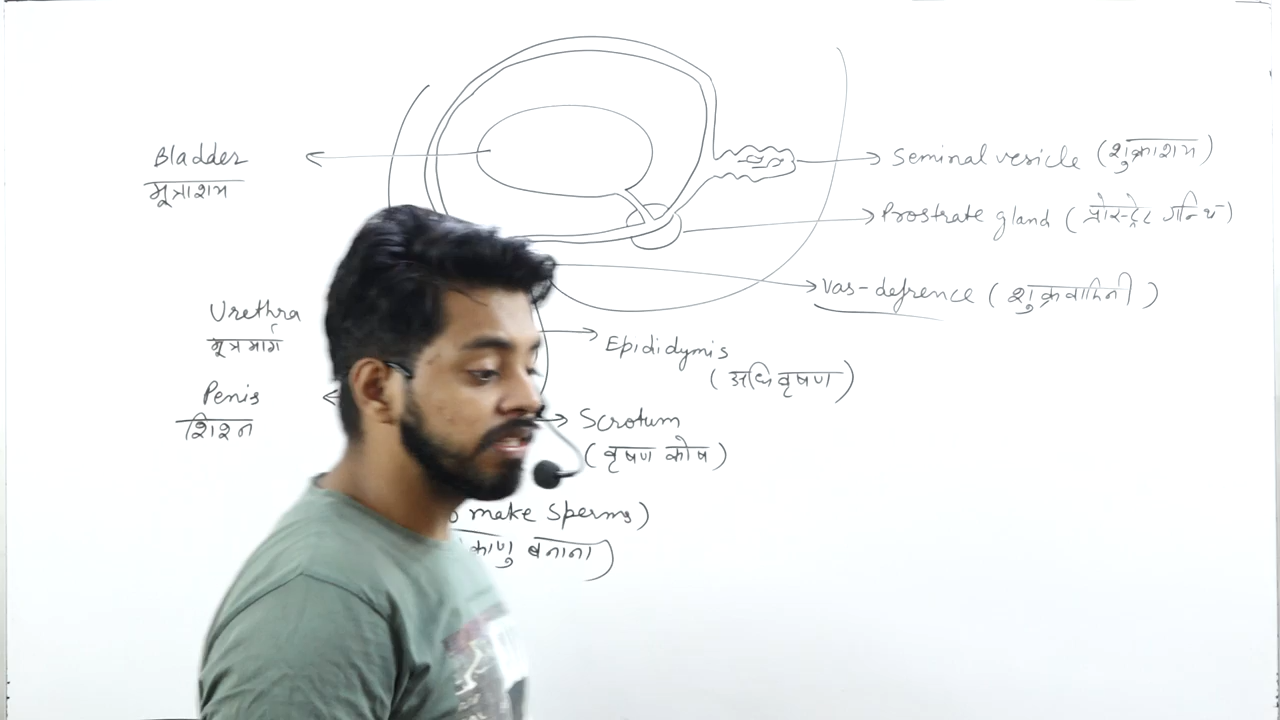 Bladder
मूत्राशय
Seminal vesicle (शुक्राशय)
Prostrate gland (प्रोस्टेट ग्रन्थि)
Vas-defrence (शुक्रवाहिनी)
Urethra
मूत्रमार्ग
Epididymis
(अधिवृषण)
Penis
शिश्न
Scrotum
(वृषण कोष)
make Sperms)
बनाना)